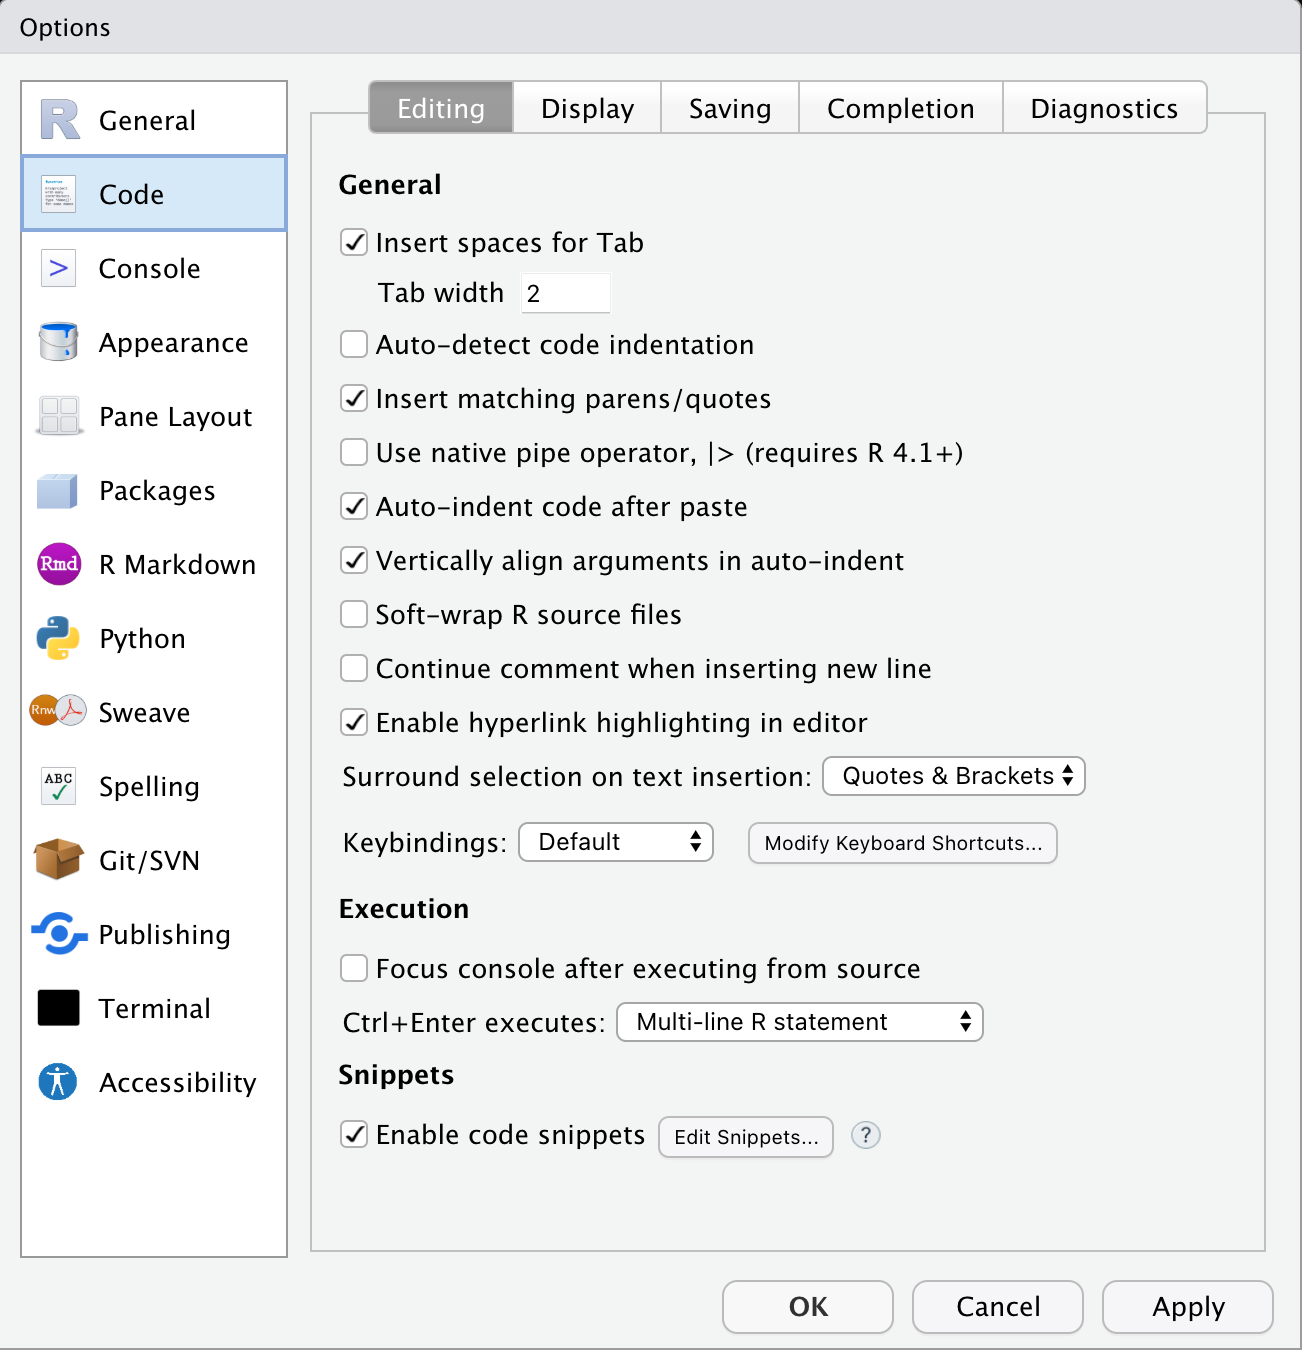 Options
General
Code
Console
Appearance
Pane Layout
Packages
Rmd R Markdown
Python
Rnw Sweave
ABC Spelling
Git/SVN
Publishing
Terminal
Accessibility
Editing Display Saving Completion Diagnostics
General
Insert spaces for Tab
Tab width 2
Auto-detect code indentation
Insert matching parens/quotes
Use native pipe operator, |> (requires R 4.1+)
Auto-indent code after paste
Vertically align arguments in auto-indent
Soft-wrap R source files
Continue comment when inserting new line
Enable hyperlink highlighting in editor
Surround selection on text insertion: Quotes & Brackets
Keybindings: Default Modify Keyboard Shortcuts...
Execution
Focus console after executing from source
Ctrl+Enter executes: Multi-line R statement
Snippets
Enable code snippets Edit Snippets... ?
OK Cancel Apply